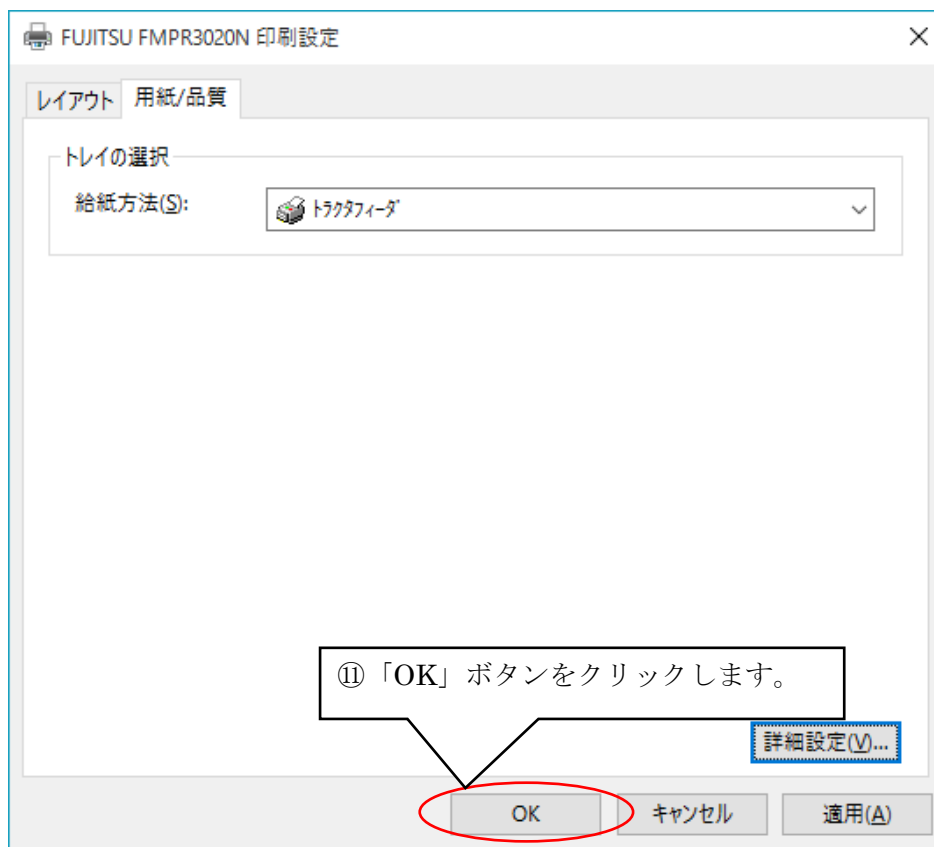 FUJITSU FMPR3020N 印刷設定
レイアウト 用紙/品質
トレイの選択
給紙方法(S): ﾄﾗｸﾀﾌｨｰﾀﾞ
⑪「OK」ボタンをクリックします。
詳細設定(V)...
OK キャンセル 適用(A)